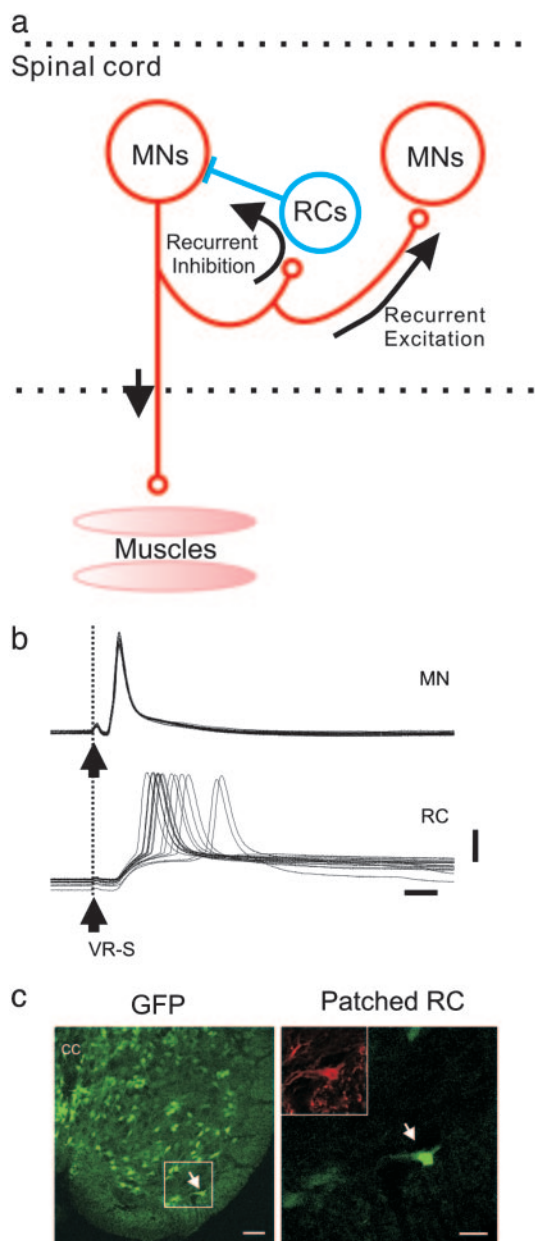 a
Spinal cord
MNs
MNs
RCs
Recurrent
Inhibition
Recurrent
Excitation
Muscles
b
MN
RC
VR-S
c
GFP
Patched RC
CC